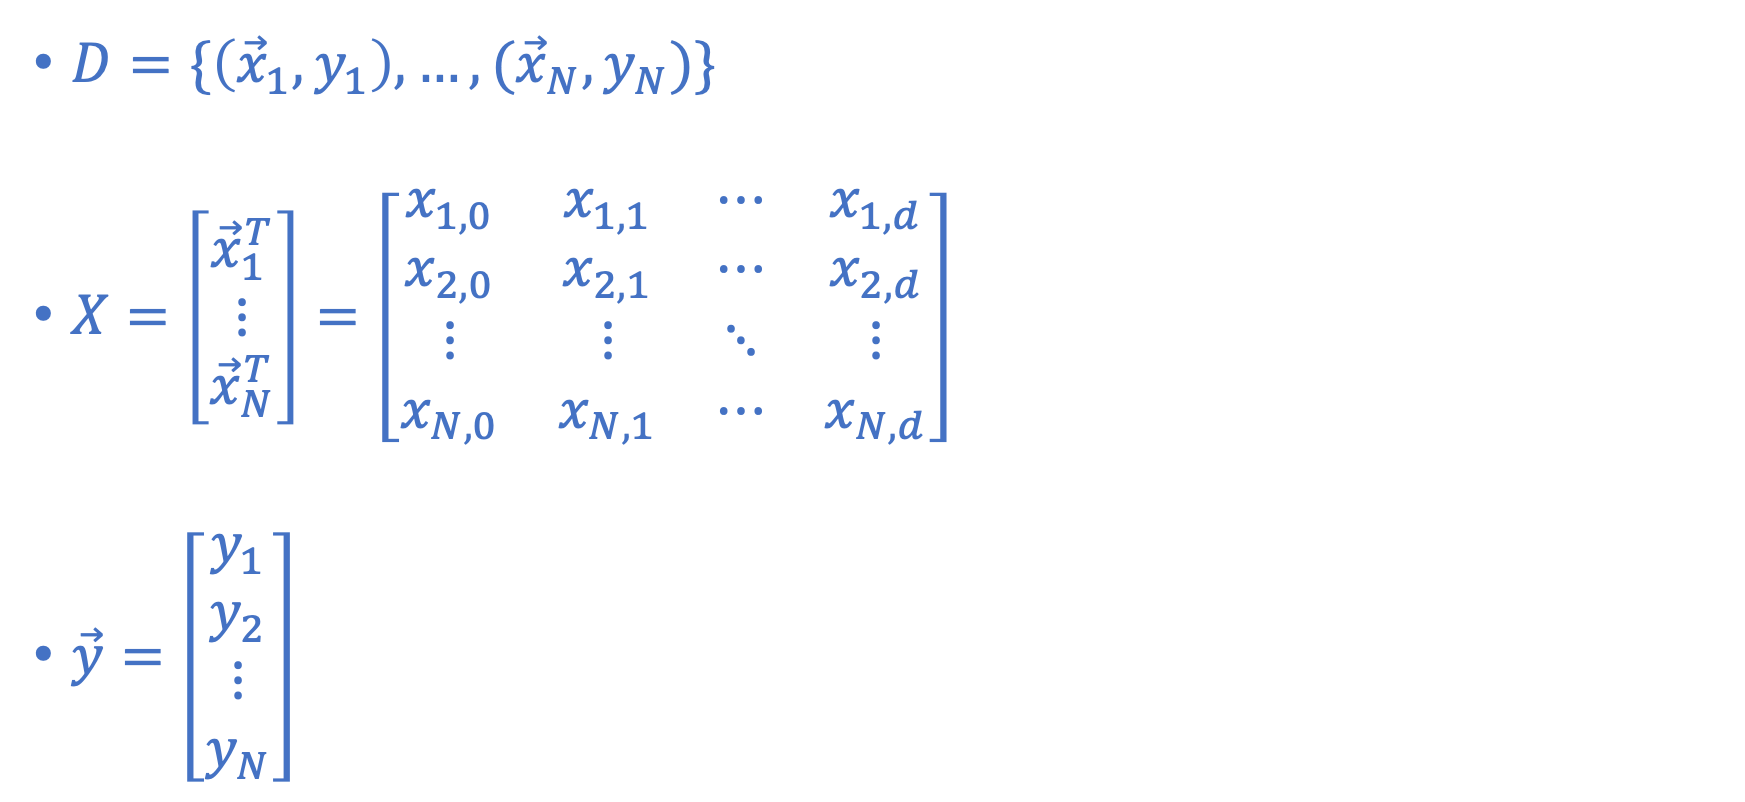 • D = {(x⃗₁, y₁), …, (x⃗_N, y_N)}
• X = [x⃗₁ᵀ ⋮ x⃗_Nᵀ] = [x₁,₀ x₁,₁ ⋯ x₁,d
x₂,₀ x₂,₁ ⋯ x₂,d
⋮ ⋮ ⋱ ⋮
x_N,₀ x_N,₁ ⋯ x_N,d]
• y⃗ = [y₁
y₂
⋮
y_N]